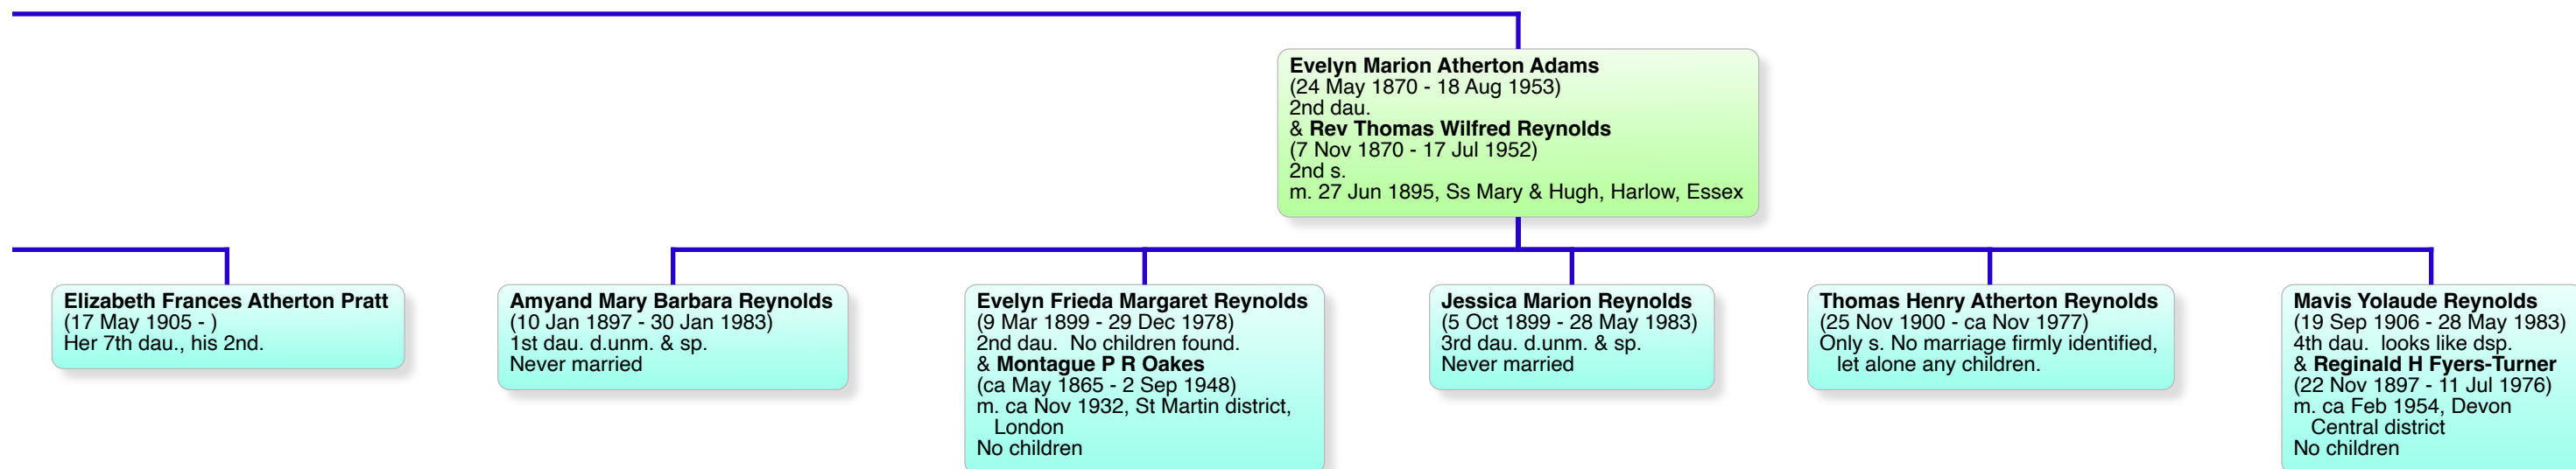 Evelyn Marion Atherton Adams
(24 May 1870 - 18 Aug 1953)
2nd dau.
& Rev Thomas Wilfred Reynolds
(7 Nov 1870 - 17 Jul 1952)
2nd s.
m. 27 Jun 1895, Ss Mary & Hugh, Harlow, Essex
Elizabeth Frances Atherton Pratt
(17 May 1905 - )
Her 7th dau., his 2nd.
Amyand Mary Barbara Reynolds
(10 Jan 1897 - 30 Jan 1983)
1st dau. d.unm. & sp.
Never married
Evelyn Frieda Margaret Reynolds
(9 Mar 1899 - 29 Dec 1978)
2nd dau.  No children found.
& Montague P R Oakes
(ca May 1865 - 2 Sep 1948)
m. ca Nov 1932, St Martin district,
London
No children
Jessica Marion Reynolds
(5 Oct 1899 - 28 May 1983)
3rd dau. d.unm. & sp.
Never married
Thomas Henry Atherton Reynolds
(25 Nov 1900 - ca Nov 1977)
Only s. No marriage firmly identified,
let alone any children.
Mavis Yolaude Reynolds
(19 Sep 1906 - 28 May 1983)
4th dau.  looks like dsp.
& Reginald H Fyers-Turner
(22 Nov 1897 - 11 Jul 1976)
m. ca Feb 1954, Devon
Central district
No children